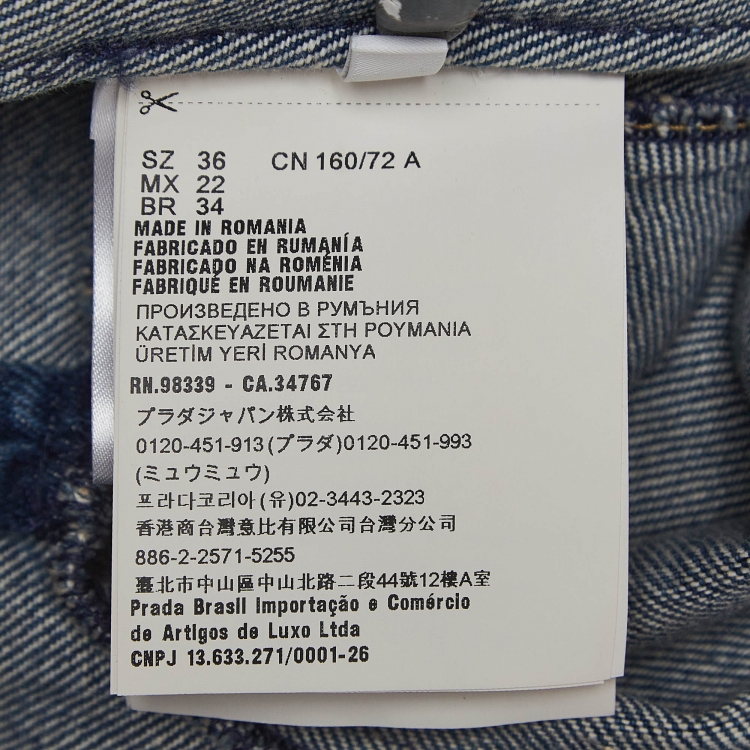 SZ 36 CN 160/72 A
MX 22
BR 34
MADE IN ROMANIA
FABRICADO EN RUMANÍA
FABRICADO NA ROMÉNIA
FABRIQUÉ EN ROUMANIE
ПРОИЗВЕДЕНО В РУМЪНИЯ
ΚΑΤΑΣΚΕΥΑΖΕΤΑΙ ΣΤΗ ΡΟΥΜΑΝΙΑ
ÜRETİM YERİ ROMANYA
RN.98339 - CA.34767
プラダジャパン株式会社
0120-451-913(プラダ)0120-451-993
(ミュウミュウ)
프라다코리아(유)02-3443-2323
香港商台灣意比有限公司台灣分公司
886-2-2571-5255
臺北市中山區中山北路二段44號12樓A室
Prada Brasil Importação e Comércio
de Artigos de Luxo Ltda
CNPJ 13.633.271/0001-26